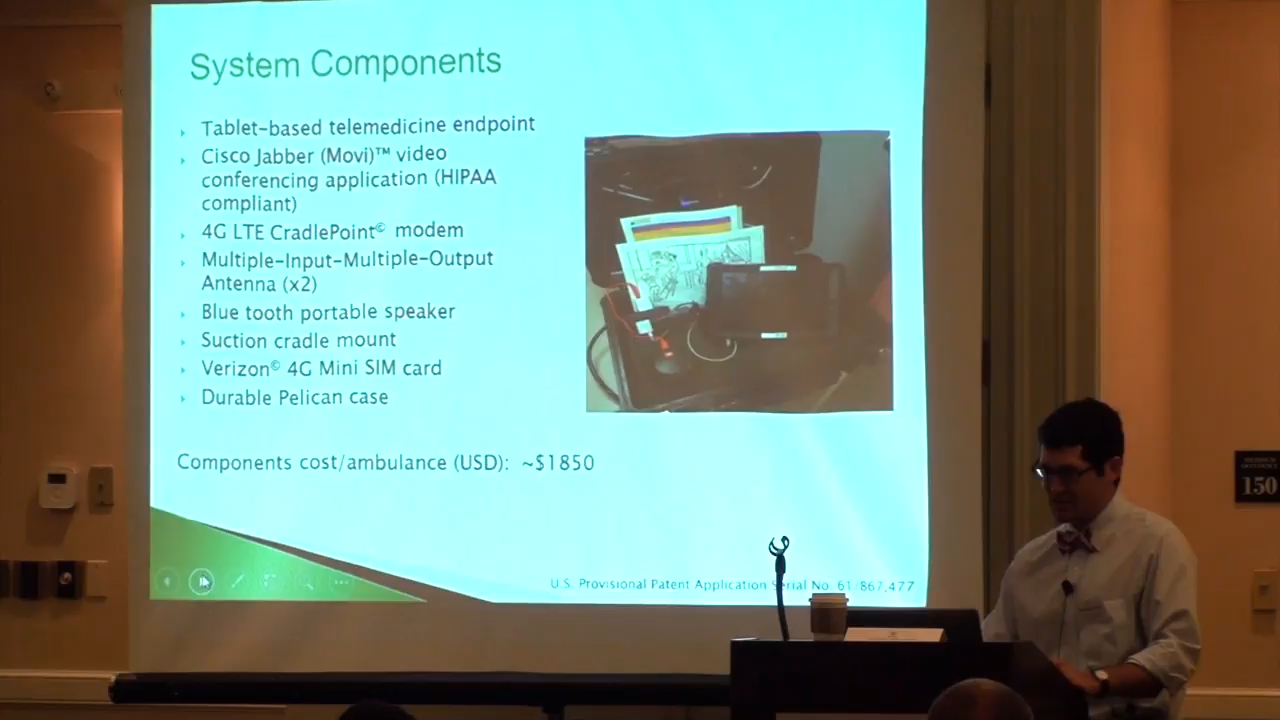 System Components
Tablet-based telemedicine endpoint
Cisco Jabber (Movi)™ video
conferencing application (HIPAA
compliant)
4G LTE CradlePoint© modem
Multiple-Input-Multiple-Output
Antenna (x2)
Blue tooth portable speaker
Suction cradle mount
Verizon© 4G Mini SIM card
Durable Pelican case
Components cost/ambulance (USD): ~$1850
U.S. Provisional Patent Application Serial No. 61/867,477
150